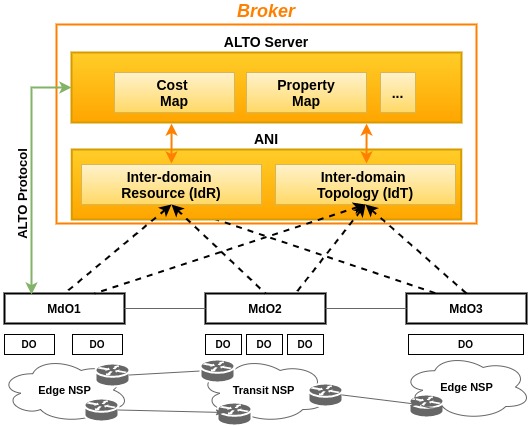 Broker
ALTO Server
Cost
Map
Property
Map
...
ANI
Inter-domain
Resource (IdR)
Inter-domain
Topology (IdT)
ALTO Protocol
MdO1
MdO2
MdO3
DO
DO
DO
DO
DO
DO
Edge NSP
Transit NSP
Edge NSP